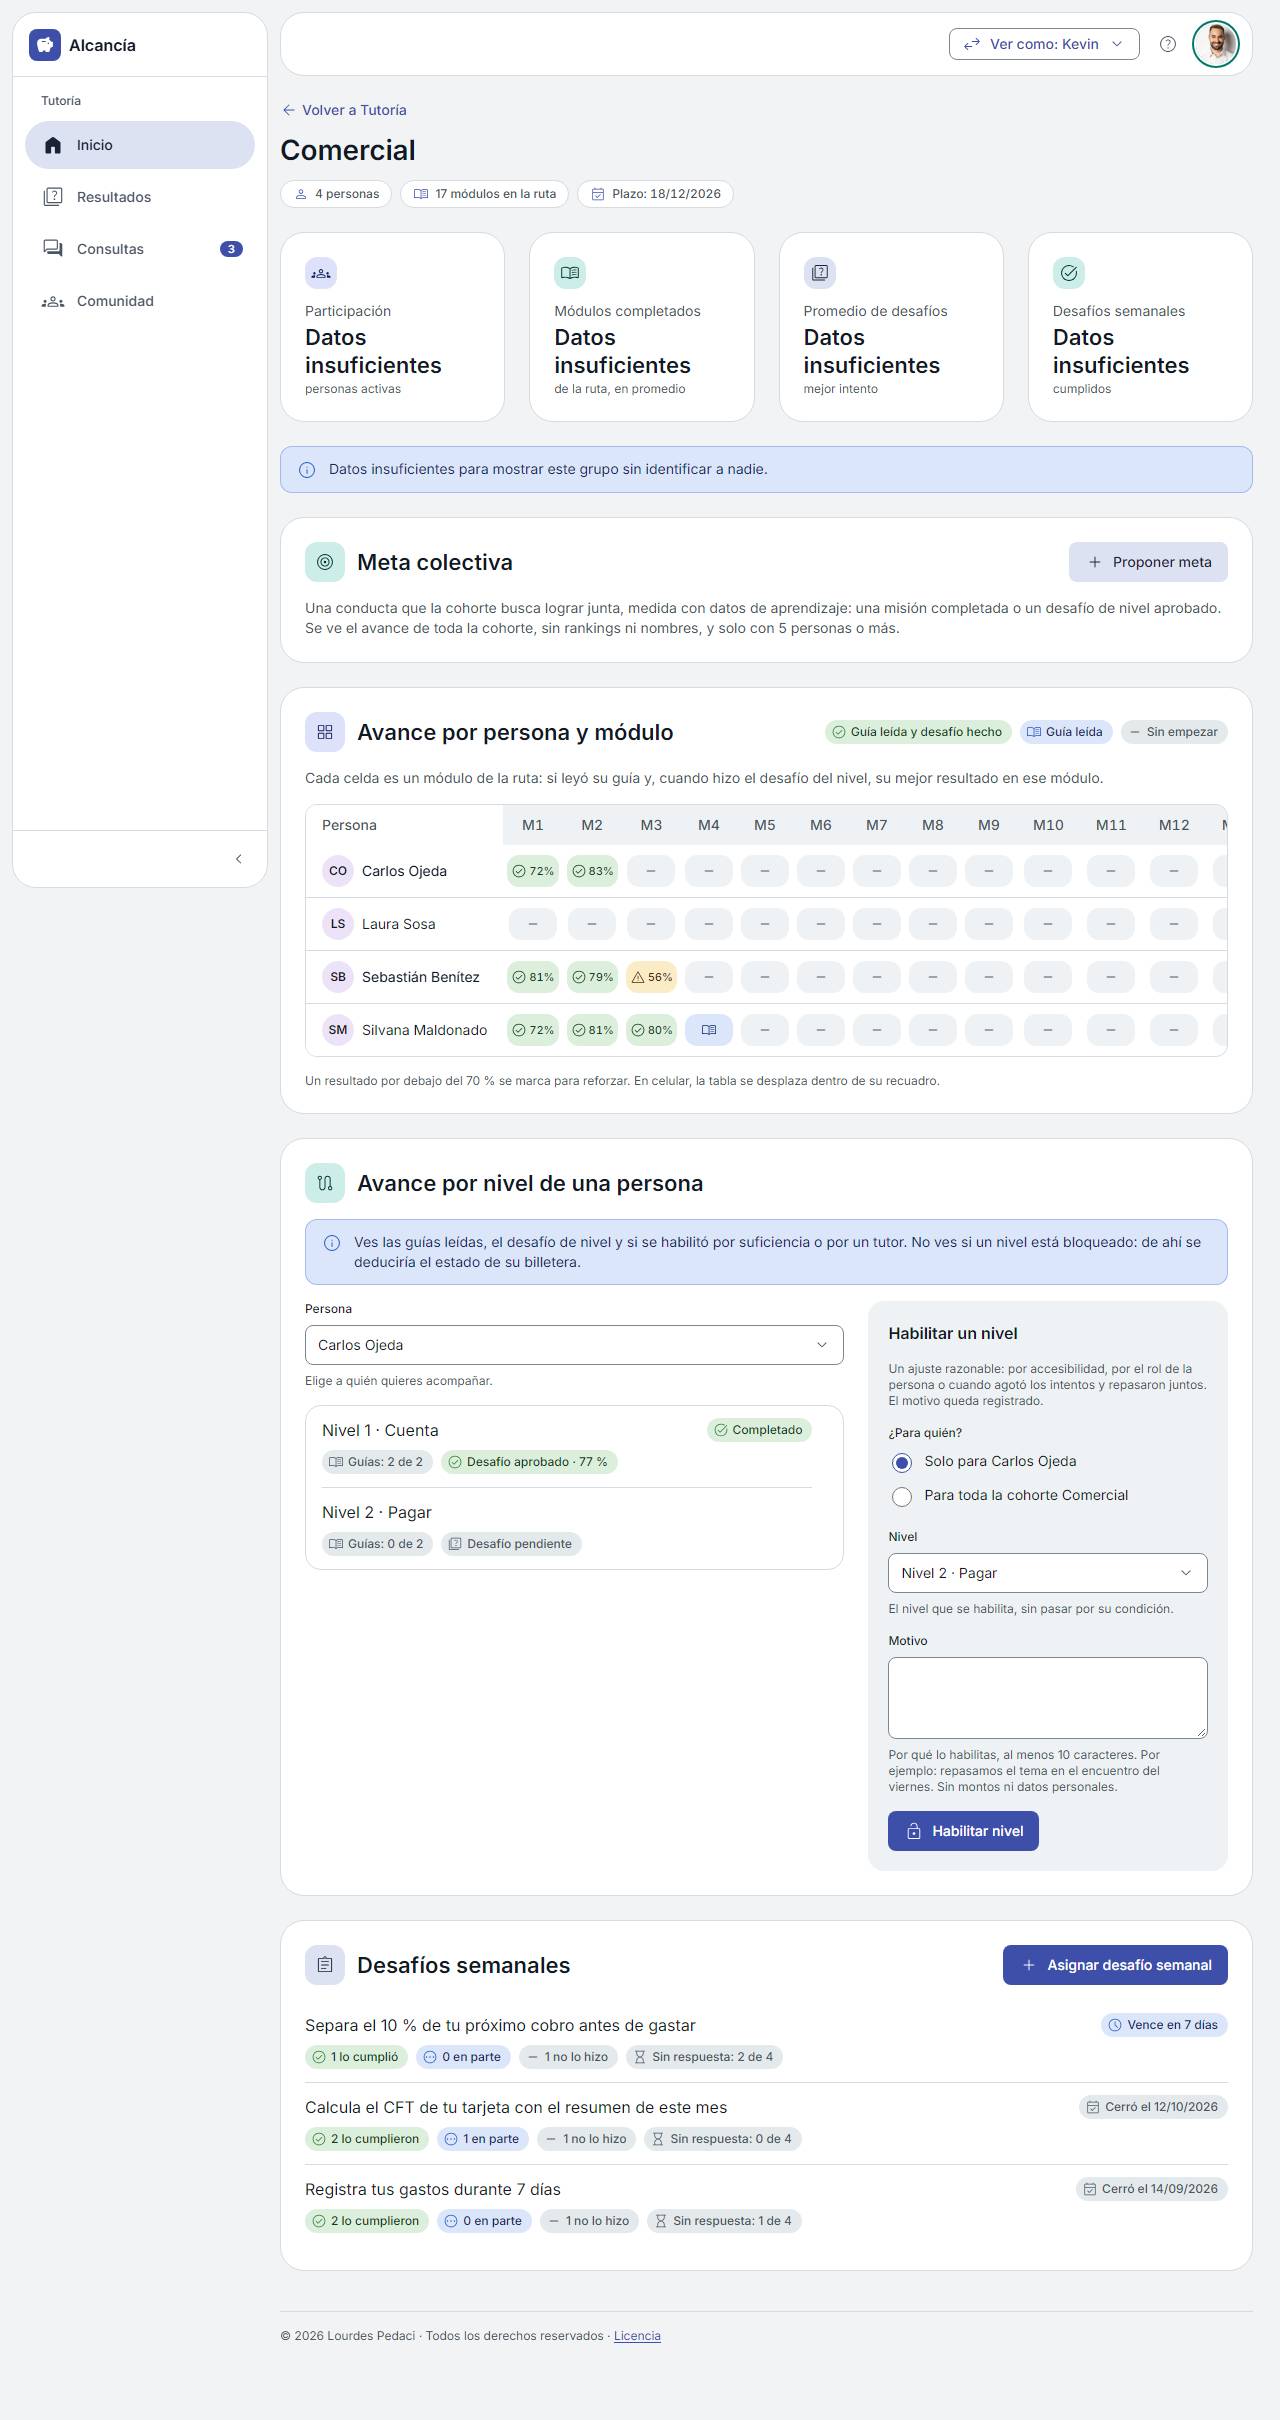 Alcancía
Ver como: Kevin
Tutoría
Inicio
Resultados
Consultas 3
Comunidad
Volver a Tutoría
Comercial
4 personas
17 módulos en la ruta
Plazo: 18/12/2026
Participación
Datos
insuficientes
personas activas
Módulos completados
Datos
insuficientes
de la ruta, en promedio
Promedio de desafíos
Datos
insuficientes
mejor intento
Desafíos semanales
Datos
insuficientes
cumplidos
Datos insuficientes para mostrar este grupo sin identificar a nadie.
Meta colectiva
Proponer meta
Una conducta que la cohorte busca lograr junta, medida con datos de aprendizaje: una misión completada o un desafío de nivel aprobado.
Se ve el avance de toda la cohorte, sin rankings ni nombres, y solo con 5 personas o más.
Avance por persona y módulo
Guía leída y desafío hecho
Guía leída
— Sin empezar
Cada celda es un módulo de la ruta: si leyó su guía y, cuando hizo el desafío del nivel, su mejor resultado en ese módulo.
Persona M1 M2 M3 M4 M5 M6 M7 M8 M9 M10 M11 M12
CO Carlos Ojeda 72% 83% — — — — — — — — — —
LS Laura Sosa — — — — — — — — — — — —
SB Sebastián Benítez 81% 79% 56% — — — — — — — — —
SM Silvana Maldonado 72% 81% 80% — — — — — — — —
Un resultado por debajo del 70 % se marca para reforzar. En celular, la tabla se desplaza dentro de su recuadro.
Avance por nivel de una persona
Ves las guías leídas, el desafío de nivel y si se habilitó por suficiencia o por un tutor. No ves si un nivel está bloqueado: de ahí se
deduciría el estado de su billetera.
Persona
Carlos Ojeda
Elige a quién quieres acompañar.
Nivel 1 · Cuenta
Completado
Guías: 2 de 2
Desafío aprobado · 77 %
Nivel 2 · Pagar
Guías: 0 de 2
Desafío pendiente
Habilitar un nivel
Un ajuste razonable: por accesibilidad, por el rol de la
persona o cuando agotó los intentos y repasaron juntos.
El motivo queda registrado.
¿Para quién?
Solo para Carlos Ojeda
Para toda la cohorte Comercial
Nivel
Nivel 2 · Pagar
El nivel que se habilita, sin pasar por su condición.
Motivo
Por qué lo habilitas, al menos 10 caracteres. Por
ejemplo: repasamos el tema en el encuentro del
viernes. Sin montos ni datos personales.
Habilitar nivel
Desafíos semanales
Asignar desafío semanal
Separa el 10 % de tu próximo cobro antes de gastar
Vence en 7 días
1 lo cumplió
0 en parte
— 1 no lo hizo
Sin respuesta: 2 de 4
Calcula el CFT de tu tarjeta con el resumen de este mes
Cerró el 12/10/2026
2 lo cumplieron
1 en parte
— 1 no lo hizo
Sin respuesta: 0 de 4
Registra tus gastos durante 7 días
Cerró el 14/09/2026
2 lo cumplieron
0 en parte
— 1 no lo hizo
Sin respuesta: 1 de 4
© 2026 Lourdes Pedaci · Todos los derechos reservados · Licencia